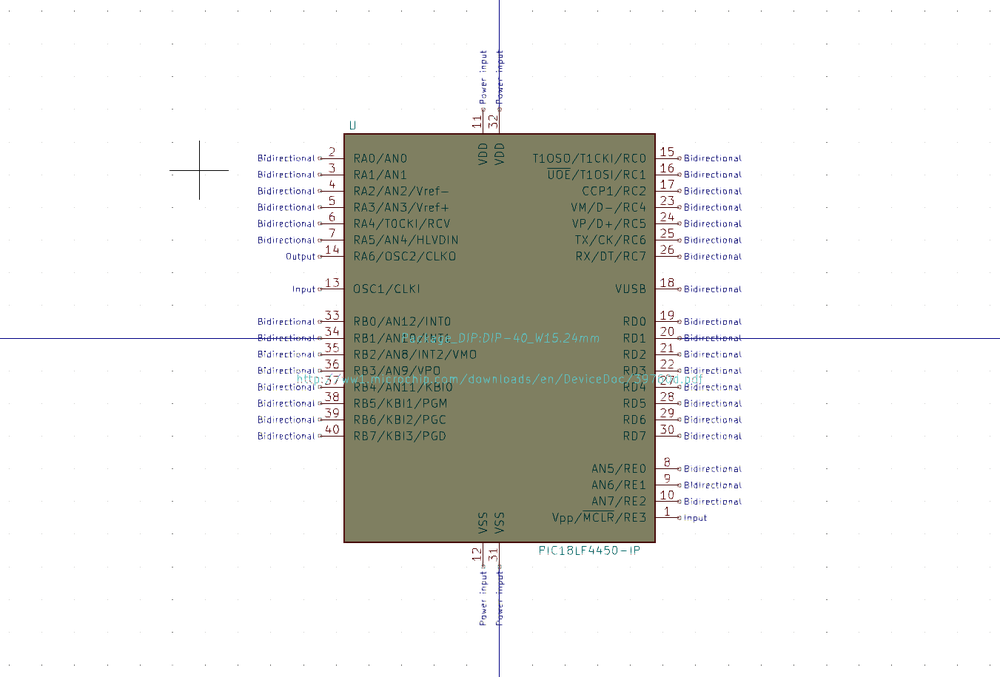 Power input Power input
11 32
U
VDD VDD
Bidirectional 2 RA0/AN0 T1OSO/T1CKI/RC0 15 Bidirectional
Bidirectional 3 RA1/AN1 UOE/T1OSI/RC1 16 Bidirectional
Bidirectional 4 RA2/AN2/Vref- CCP1/RC2 17 Bidirectional
Bidirectional 5 RA3/AN3/Vref+ VM/D-/RC4 23 Bidirectional
Bidirectional 6 RA4/T0CKI/RCV VP/D+/RC5 24 Bidirectional
Bidirectional 7 RA5/AN4/HLVDIN TX/CK/RC6 25 Bidirectional
Output 14 RA6/OSC2/CLKO RX/DT/RC7 26 Bidirectional
Input 13 OSC1/CLKI VUSB 18 Bidirectional
Bidirectional 33 RB0/AN12/INT0 RD0 19 Bidirectional
Bidirectional 34 RB1/AN10/INT1 RD1 20 Bidirectional
Package_DIP:DIP-40_W15.24mm
Bidirectional 35 RB2/AN8/INT2/VMO RD2 21 Bidirectional
Bidirectional 36 RB3/AN9/VPO RD3 22 Bidirectional
http://ww1.microchip.com/downloads/en/DeviceDoc/39760d.pdf
Bidirectional 37 RB4/AN11/KBI0 RD4 27 Bidirectional
Bidirectional 38 RB5/KBI1/PGM RD5 28 Bidirectional
Bidirectional 39 RB6/KBI2/PGC RD6 29 Bidirectional
Bidirectional 40 RB7/KBI3/PGD RD7 30 Bidirectional
AN5/RE0 8 Bidirectional
AN6/RE1 9 Bidirectional
AN7/RE2 10 Bidirectional
Vpp/MCLR/RE3 1 Input
VSS VSS
12 31
PIC18LF4450-IP
Power input Power input